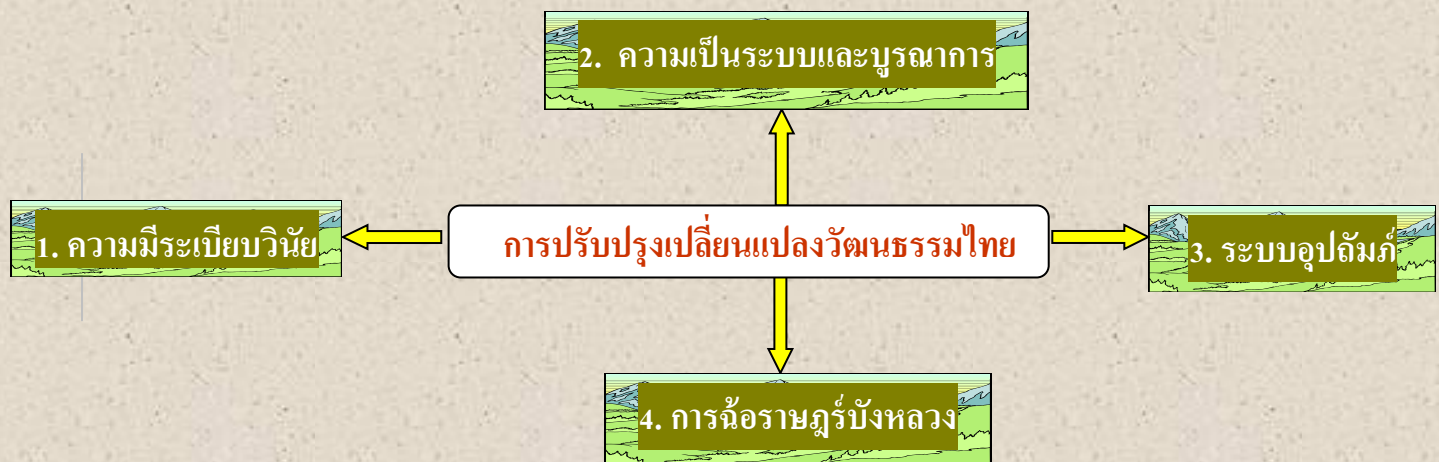 2. ความเป็นระบบและบูรณาการ
1. ความมีระเบียบวินัย
การปรับปรุงเปลี่ยนแปลงวัฒนธรรมไทย
3. ระบบอุปถัมภ์
4. การฉ้อราษฎร์บังหลวง